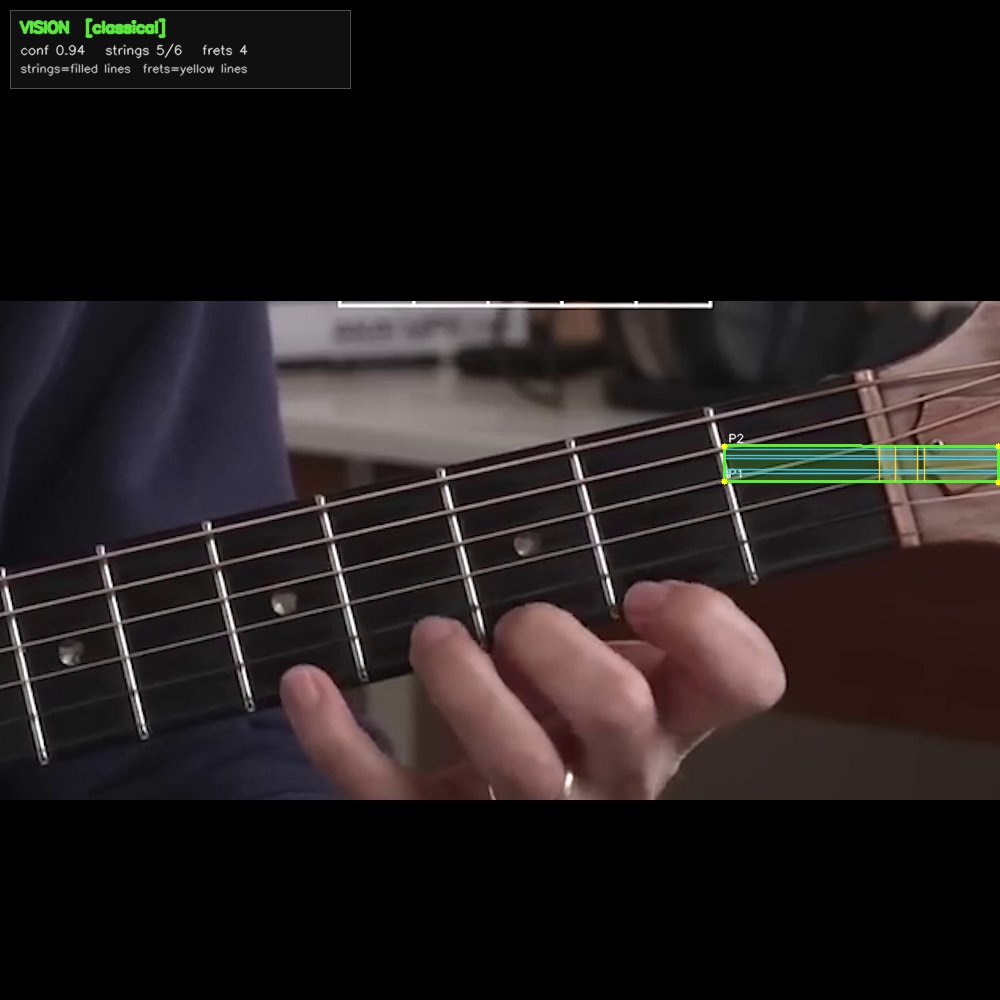 VISION [classical]
conf 0.94 strings 5/6 frets 4
strings=filled lines frets=yellow lines
P2
P1